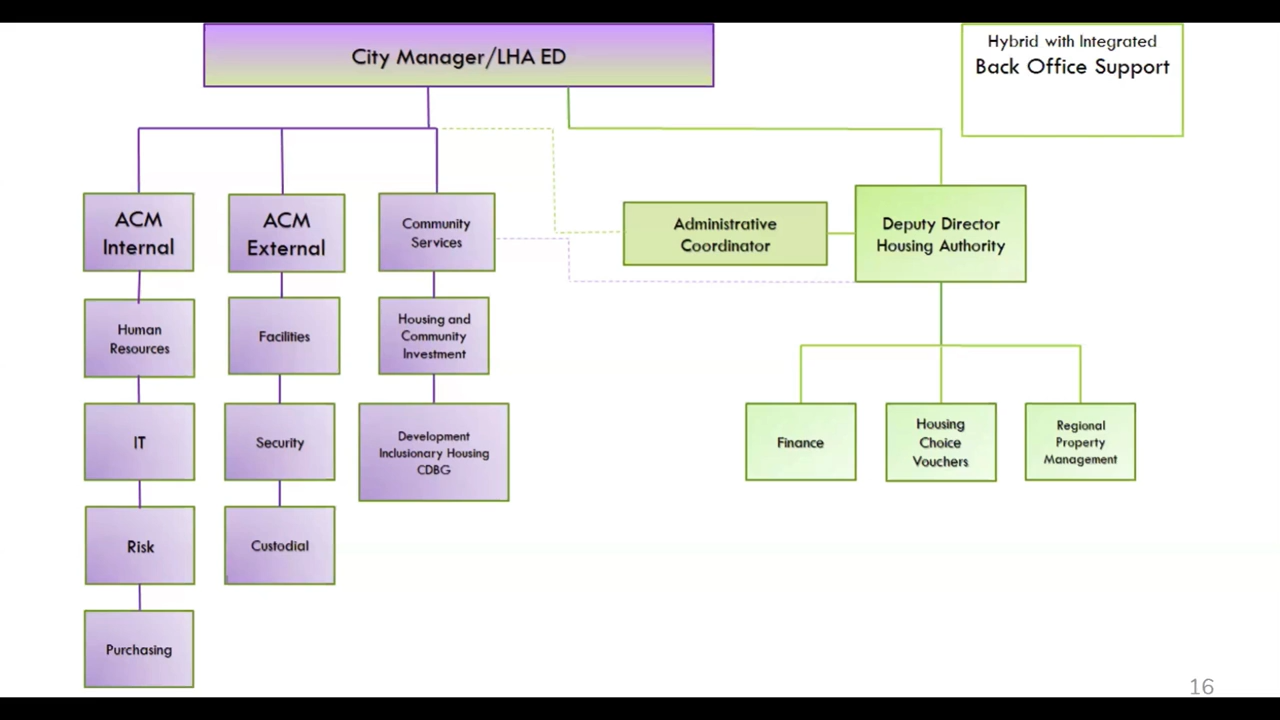 City Manager/LHA ED
Hybrid with Integrated
Back Office Support
ACM
Internal
ACM
External
Community
Services
Administrative
Coordinator
Deputy Director
Housing Authority
Human
Resources
Facilities
Housing and
Community
Investment
IT
Security
Development
Inclusionary Housing
CDBG
Finance
Housing
Choice
Vouchers
Regional
Property
Management
Risk
Custodial
Purchasing
16